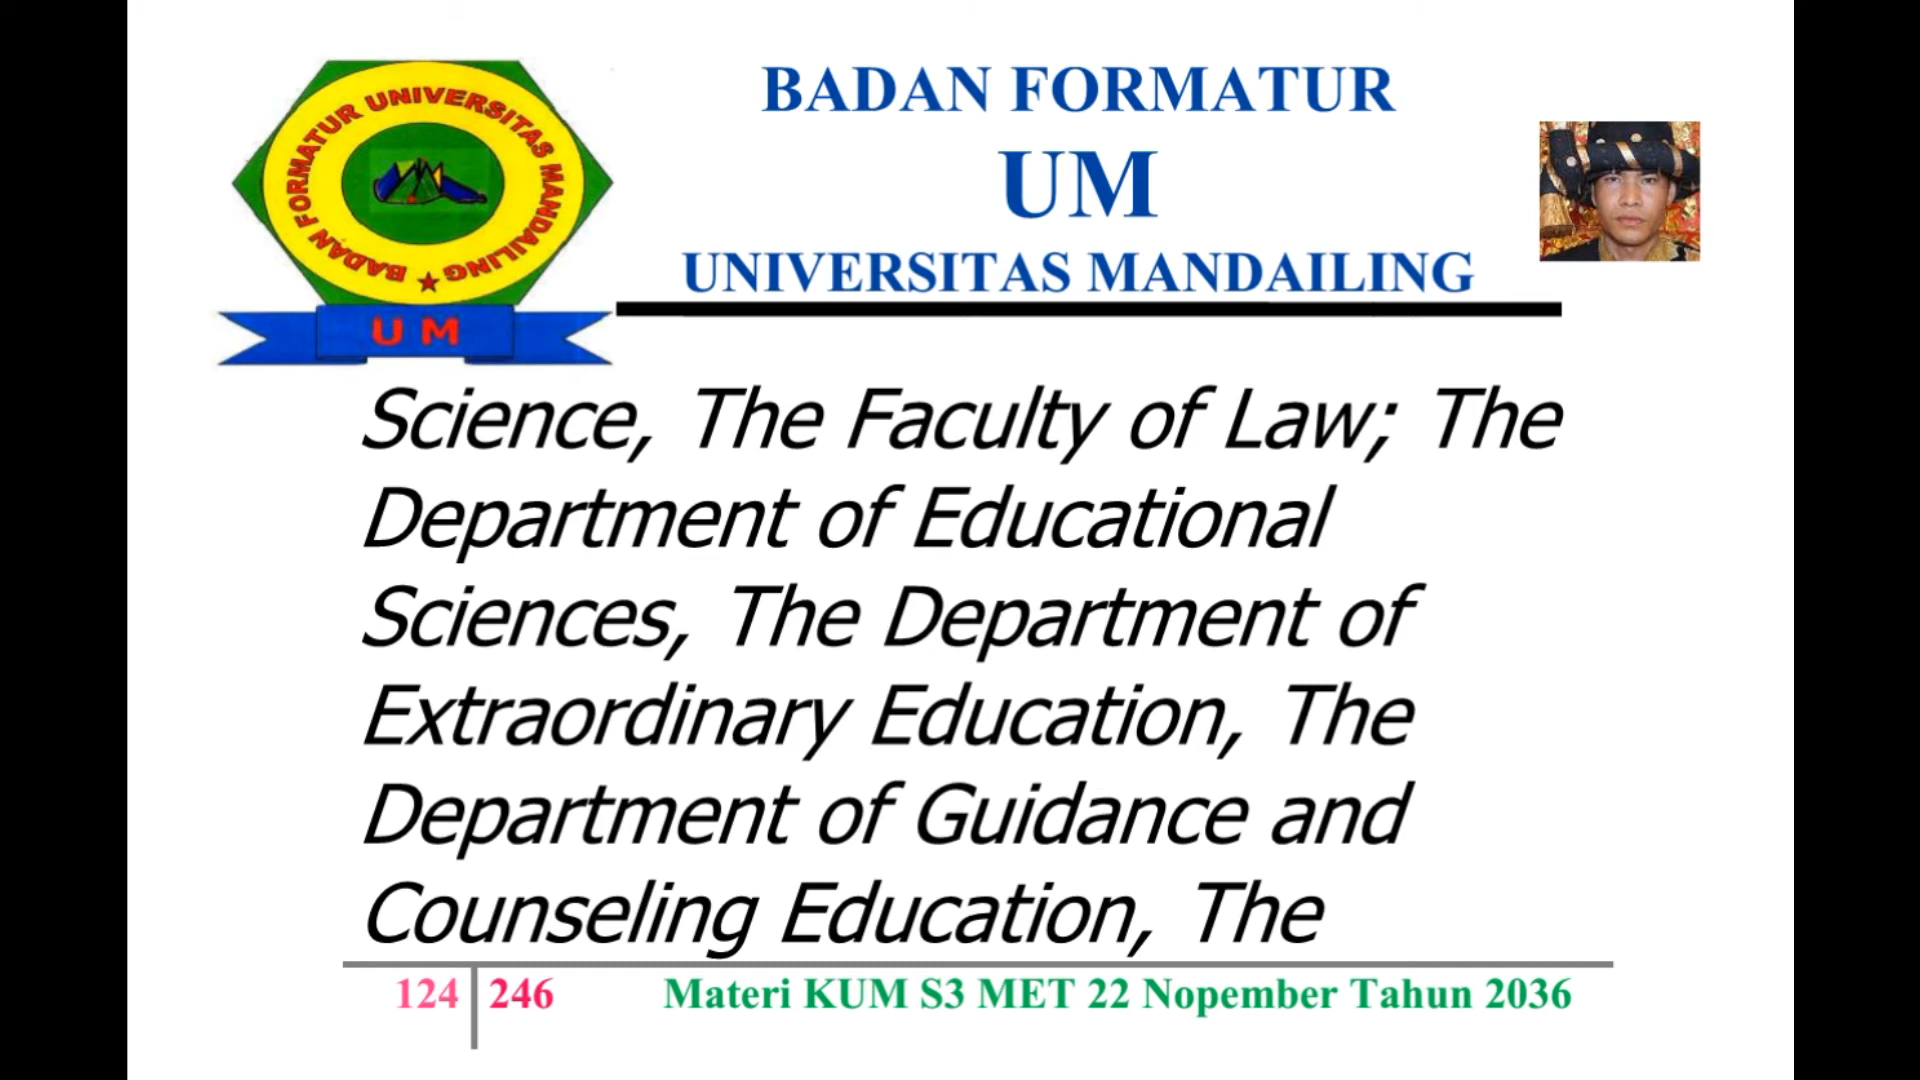 BADAN FORMATUR UNIVERSITAS MANDAILING
U M
BADAN FORMATUR
UM
UNIVERSITAS MANDAILING
Science, The Faculty of Law; The
Department of Educational
Sciences, The Department of
Extraordinary Education, The
Department of Guidance and
Counseling Education, The
124 246 Materi KUM S3 MET 22 Nopember Tahun 2036